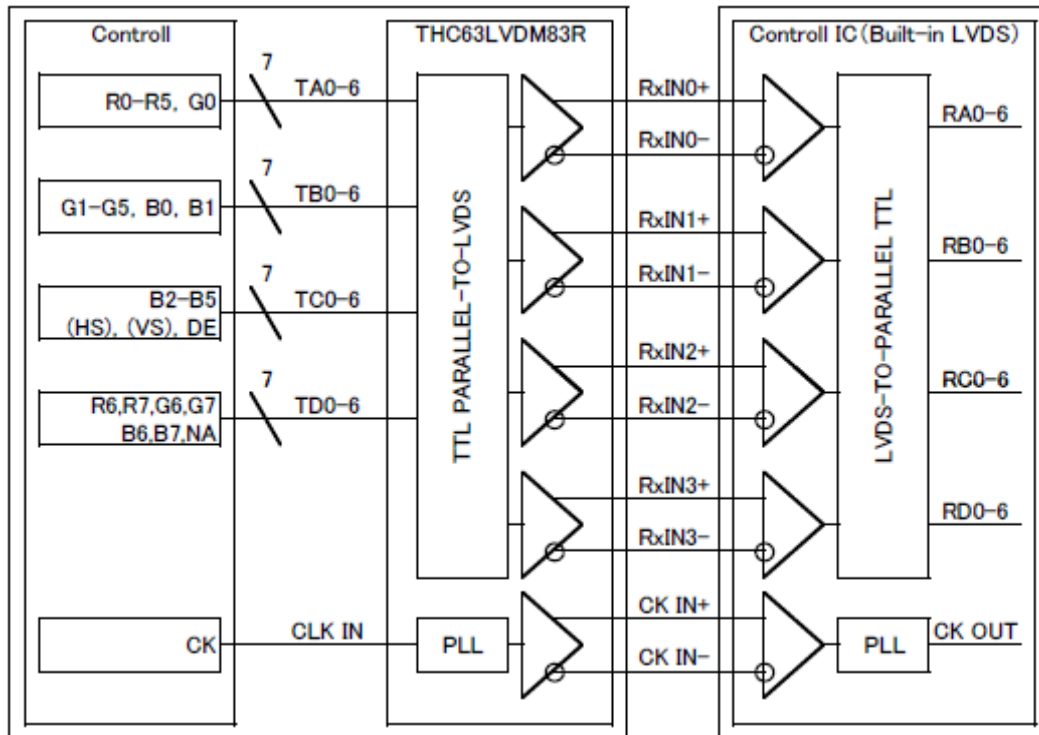 Controll
THC63LVDM83R
Controll IC(Built-in LVDS)
R0-R5, G0
7
TA0-6
RxIN0+
RxIN0-
RA0-6
G1-G5, B0, B1
7
TB0-6
RxIN1+
RxIN1-
RB0-6
B2-B5
(HS), (VS), DE
7
TC0-6
RxIN2+
RxIN2-
RC0-6
R6,R7,G6,G7
B6,B7,NA
7
TD0-6
RxIN3+
RxIN3-
RD0-6
TTL PARALLEL-TO-LVDS
LVDS-TO-PARALLEL TTL
CK
CLK IN
PLL
CK IN+
CK IN-
PLL
CK OUT